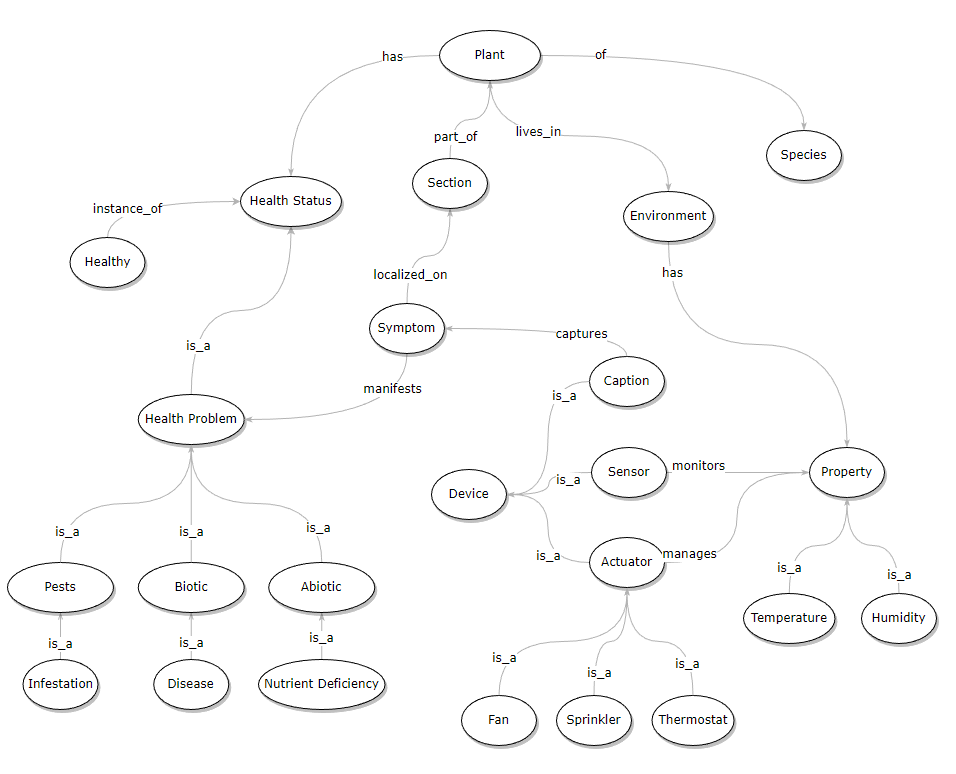 Plant
has
of
part_of
lives_in
Species
Section
Health Status
instance_of
Environment
Healthy
localized_on
has
Symptom
captures
is_a
manifests
Caption
is_a
Health Problem
Sensor
monitors
Property
is_a
Device
is_a
is_a
is_a
is_a
Actuator
manages
is_a
is_a
Pests
Biotic
Abiotic
Temperature
Humidity
is_a
is_a
is_a
is_a
is_a
is_a
Infestation
Disease
Nutrient Deficiency
Fan
Sprinkler
Thermostat